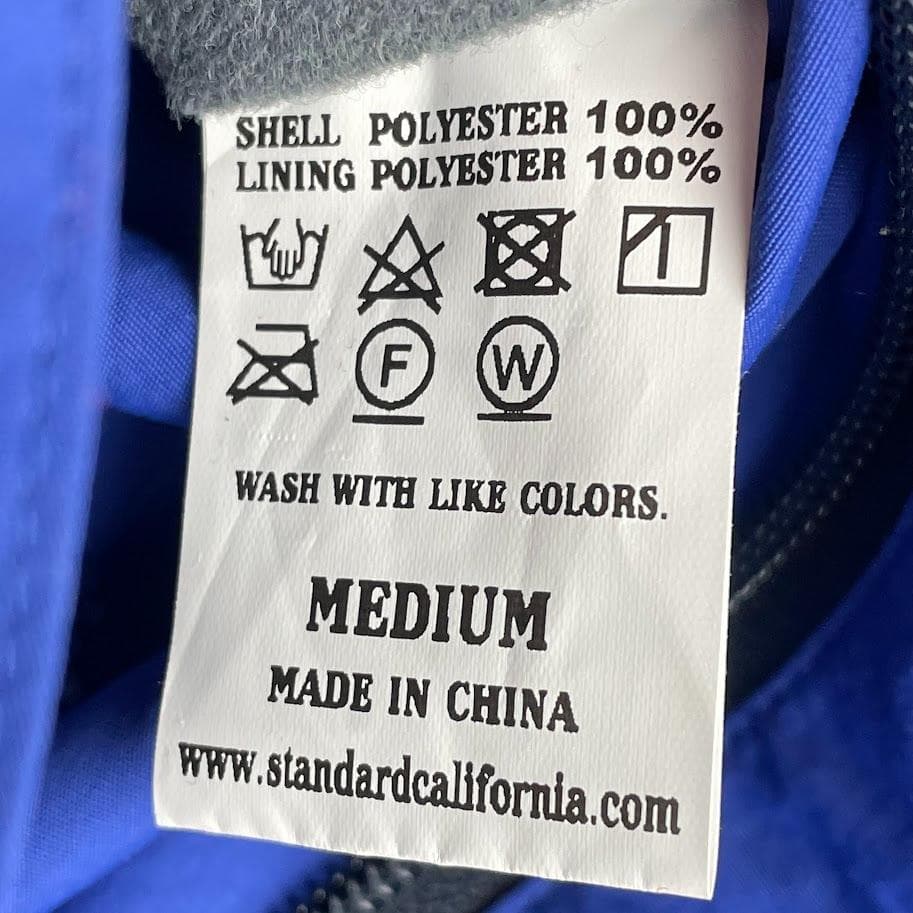 SHELL POLYESTER 100%
LINING POLYESTER 100%
F W
WASH WITH LIKE COLORS.
MEDIUM
MADE IN CHINA
www.standardcalifornia.com